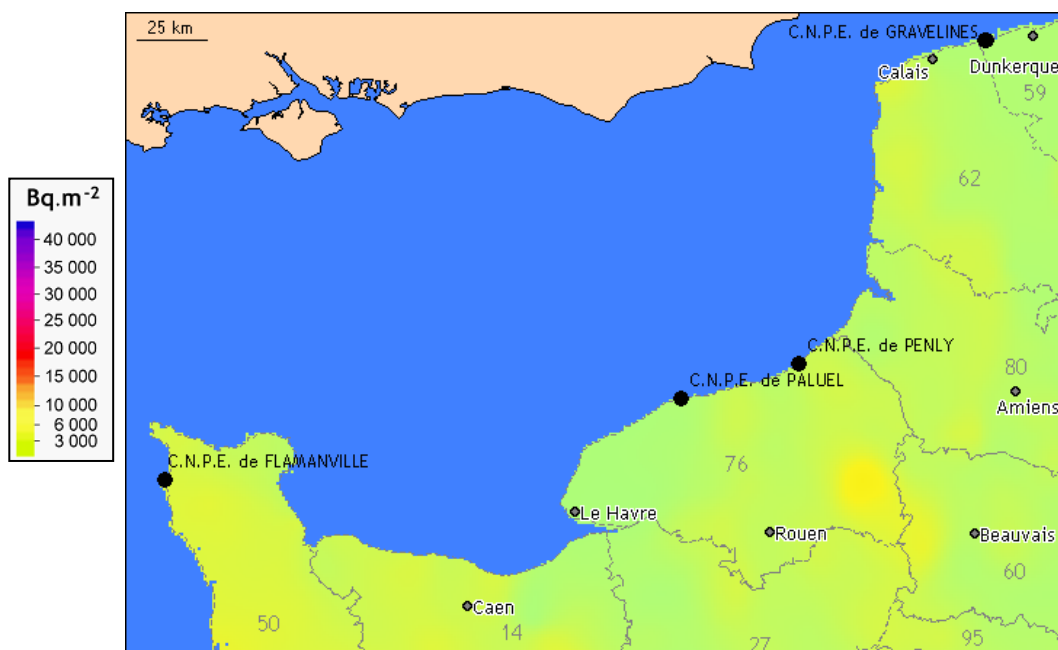 25 km
C.N.P.E. de GRAVELINES
Calais
Dunkerque
59
62
Bq.m-2
40 000
35 000
30 000
25 000
20 000
15 000
10 000
6 000
3 000
C.N.P.E. de PENLY
C.N.P.E. de PALUEL
80
Amiens
C.N.P.E. de FLAMANVILLE
76
Le Havre
Rouen
Beauvais
60
Caen
50
14
27
95